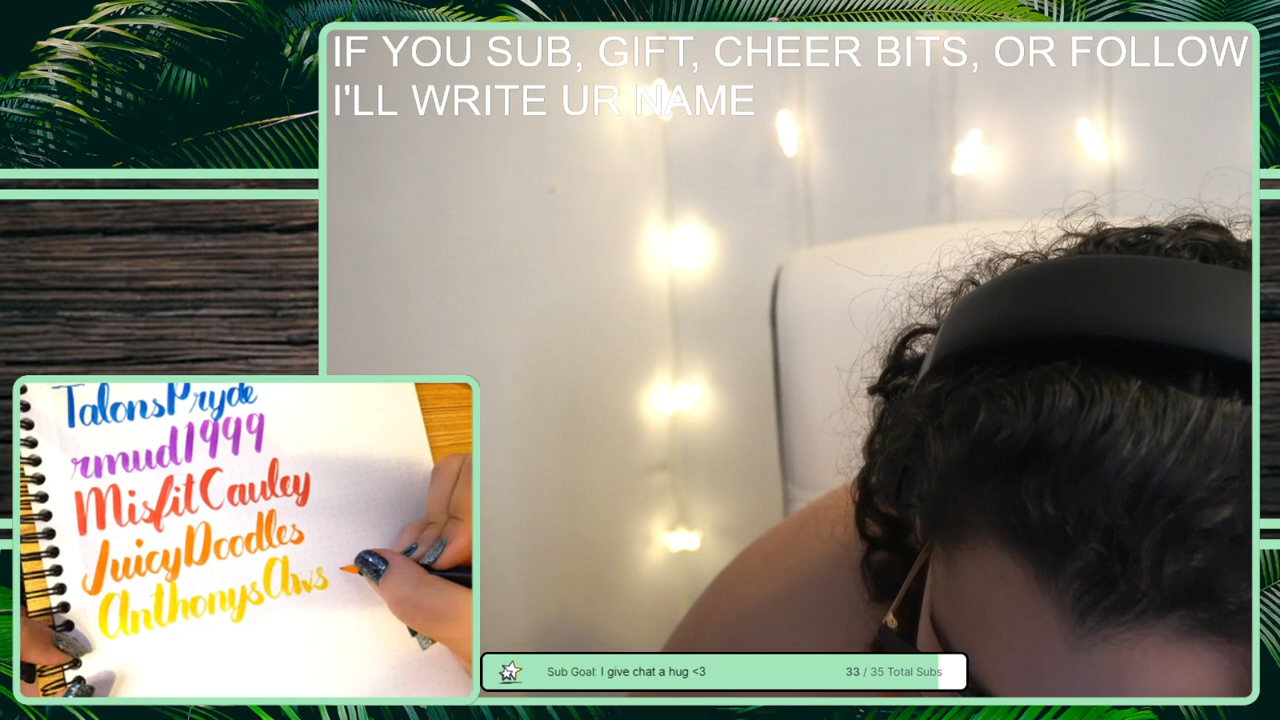 IF YOU SUB, GIFT, CHEER BITS, OR FOLLOW
I'LL WRITE UR NAME
TalonsPryde
rmud1999
MisfitCauley
JuicyDoodles
AnthonysAws
Sub Goal: I give chat a hug <3 33 / 35 Total Subs